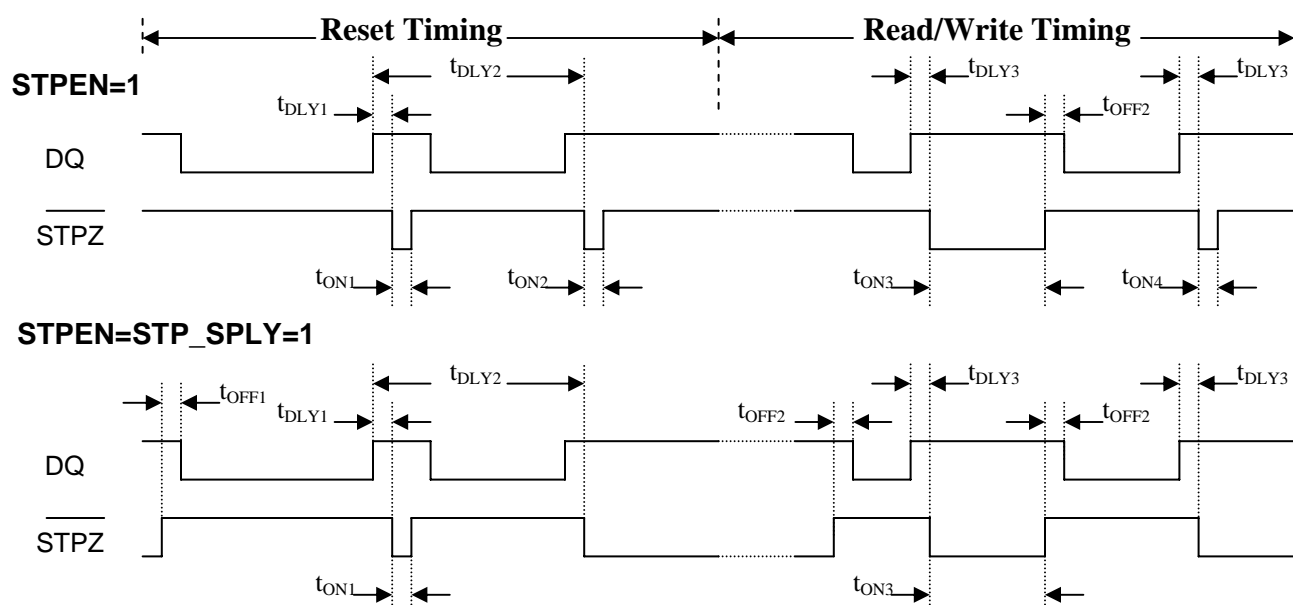 Reset Timing Read/Write Timing
tDLY2 tDLY3 tDLY3
STPEN=1
tDLY1 tOFF2
DQ
STPZ
tON1 tON2 tON3 tON4
STPEN=STP_SPLY=1
tDLY2 tDLY3 tDLY3
tOFF1 tDLY1 tOFF2 tOFF2
DQ
STPZ
tON1 tON3